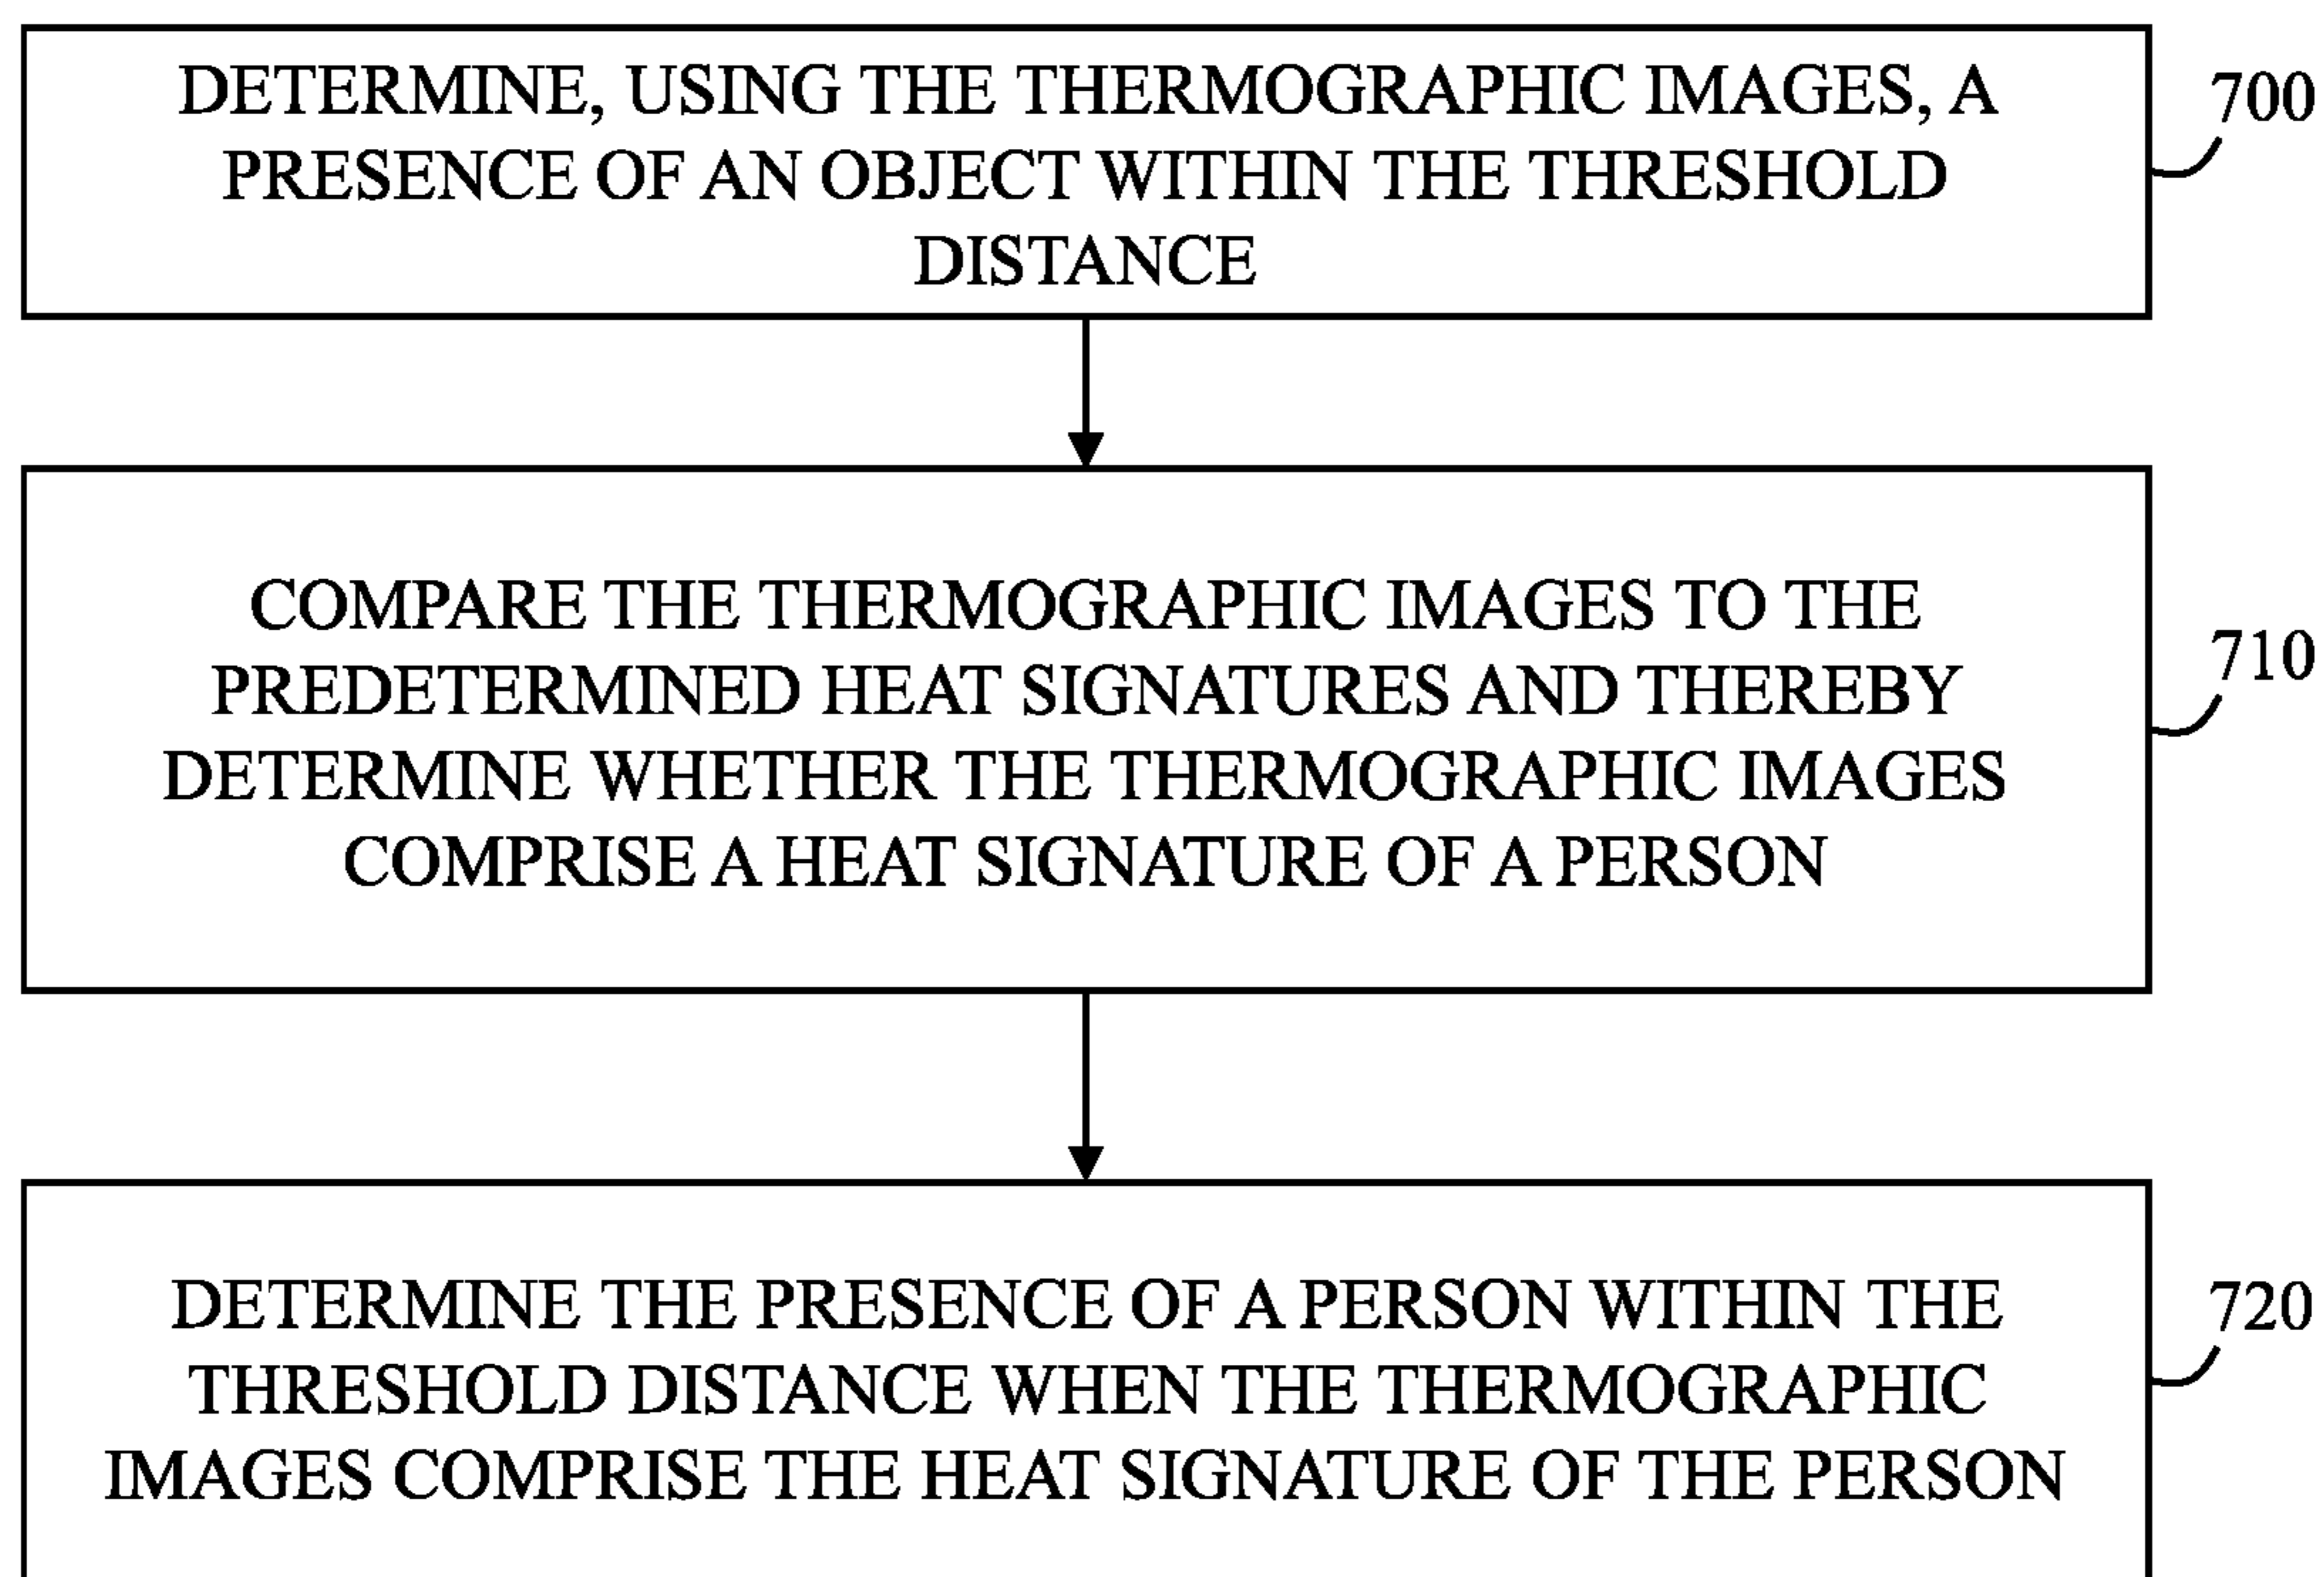 DETERMINE, USING THE THERMOGRAPHIC IMAGES, A
PRESENCE OF AN OBJECT WITHIN THE THRESHOLD
DISTANCE
700
COMPARE THE THERMOGRAPHIC IMAGES TO THE
PREDETERMINED HEAT SIGNATURES AND THEREBY
DETERMINE WHETHER THE THERMOGRAPHIC IMAGES
COMPRISE A HEAT SIGNATURE OF A PERSON
710
DETERMINE THE PRESENCE OF A PERSON WITHIN THE
THRESHOLD DISTANCE WHEN THE THERMOGRAPHIC
IMAGES COMPRISE THE HEAT SIGNATURE OF THE PERSON
720